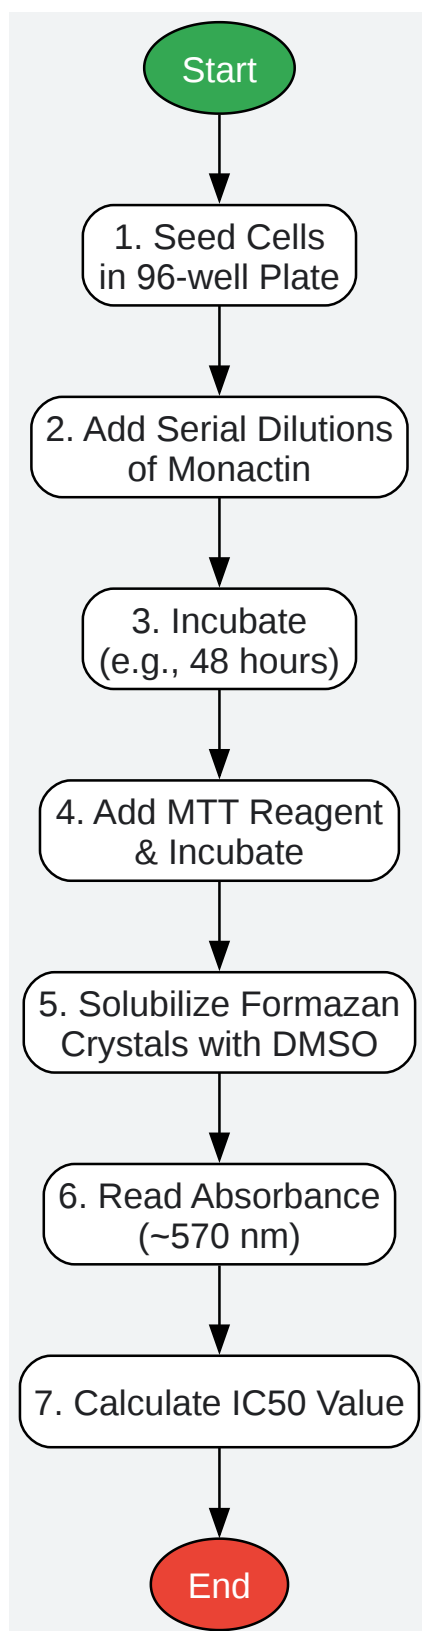 Start
1. Seed Cells
in 96-well Plate
2. Add Serial Dilutions
of Monactin
3. Incubate
(e.g., 48 hours)
4. Add MTT Reagent
& Incubate
5. Solubilize Formazan
Crystals with DMSO
6. Read Absorbance
(~570 nm)
7. Calculate IC50 Value
End